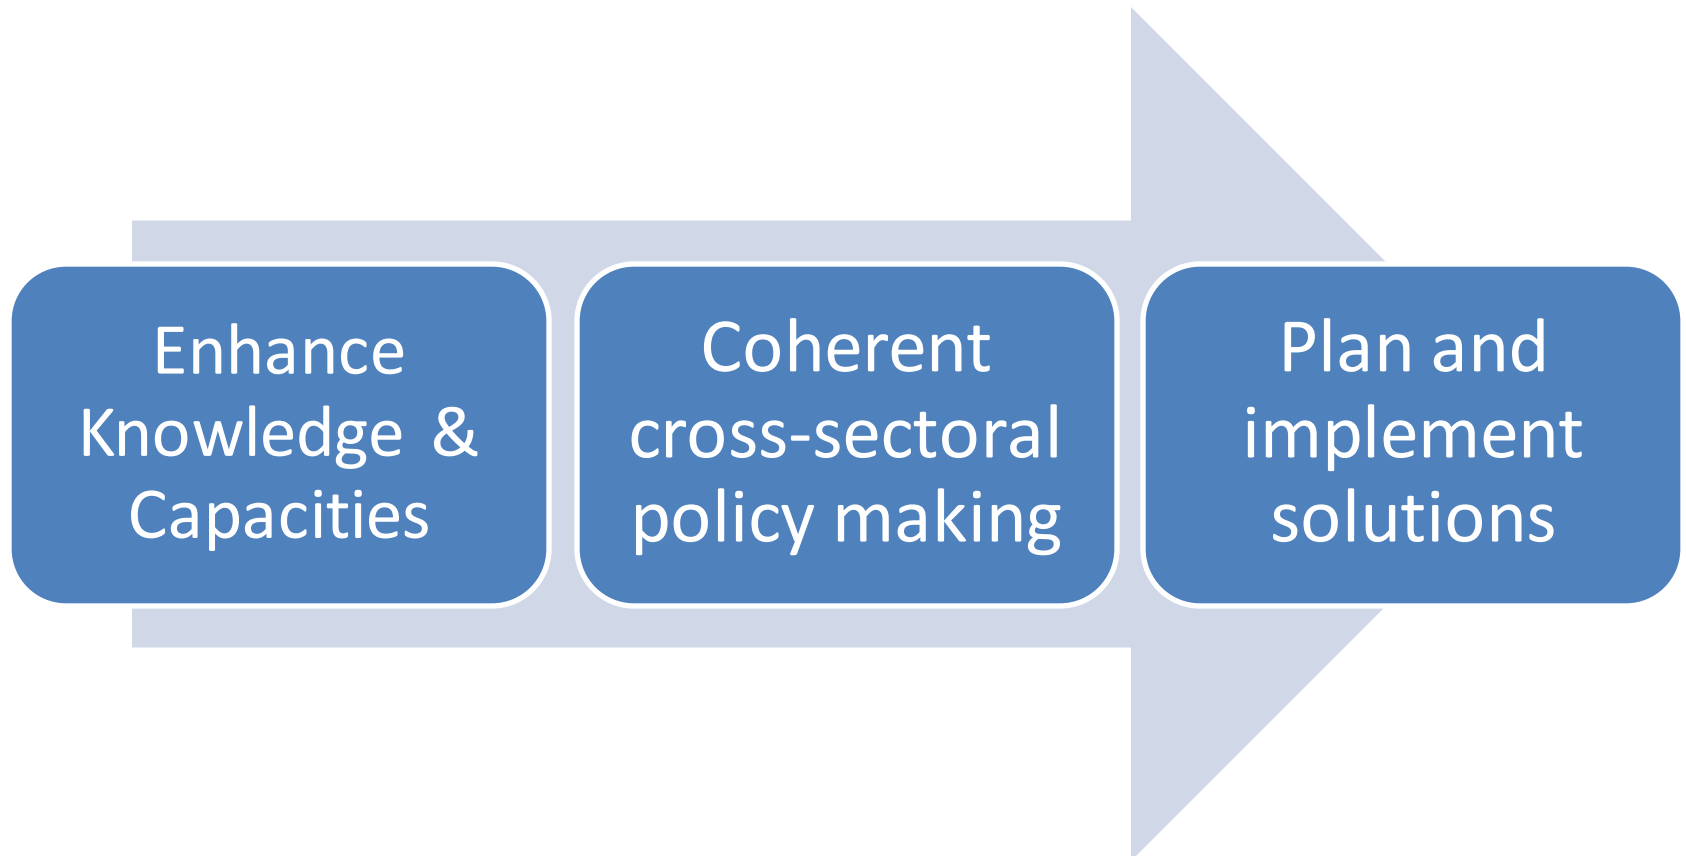 Enhance
Knowledge &
Capacities
Coherent
cross-sectoral
policy making
Plan and
implement
solutions